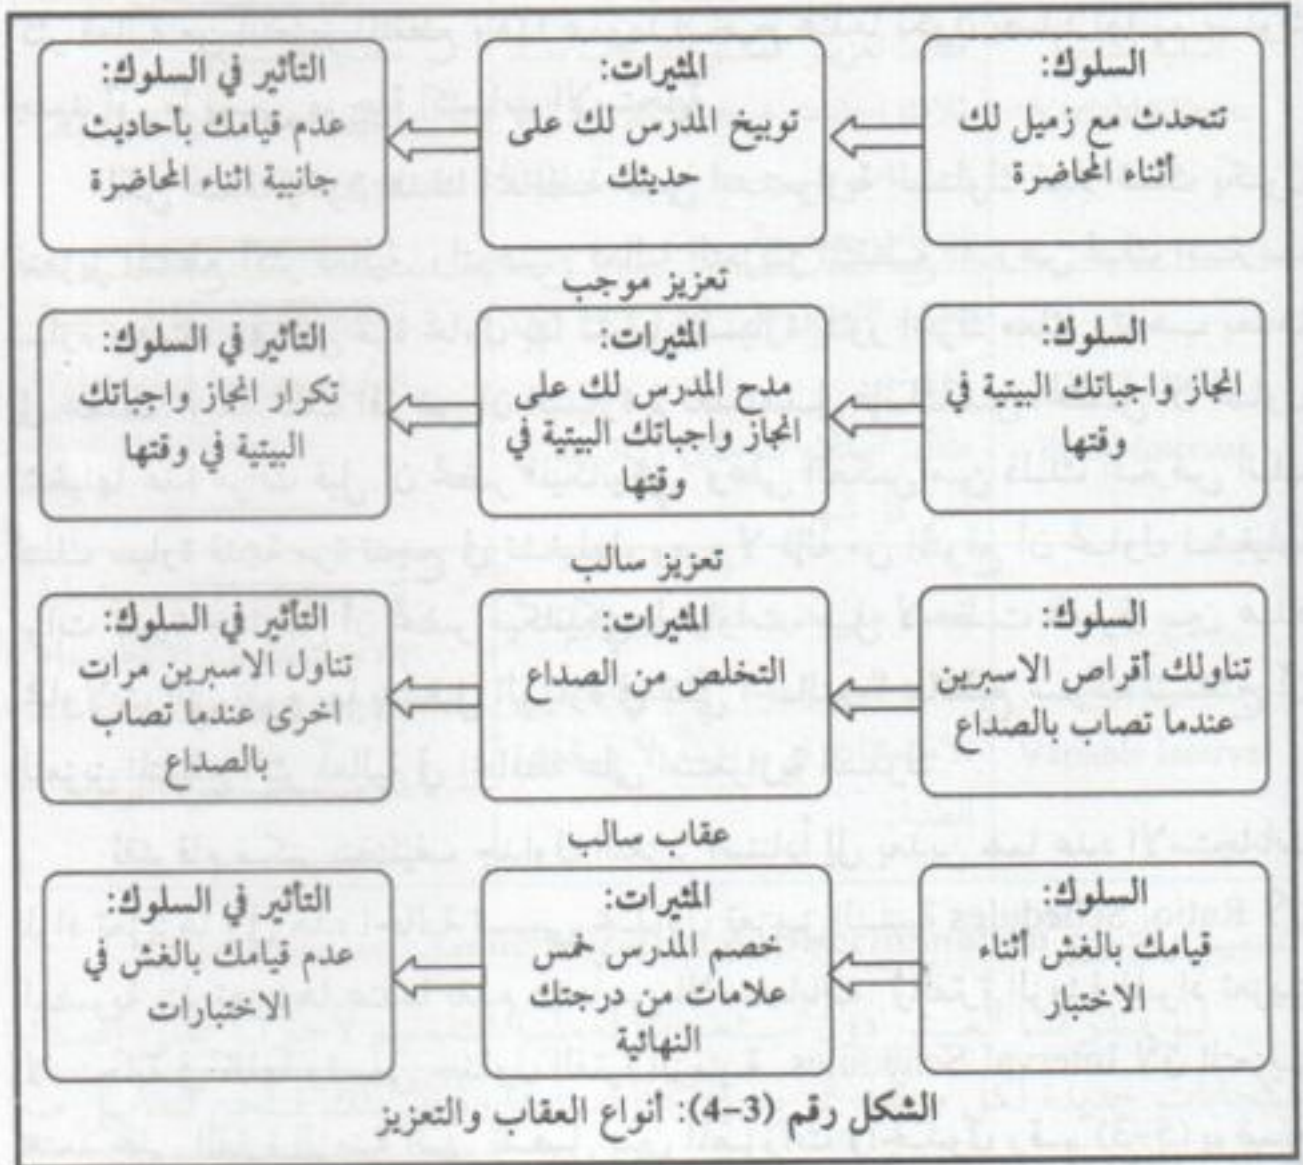 السلوك:
تتحدث مع زميل لك
أثناء المحاضرة
المثيرات:
توبيخ المدرس لك على
حديثك
التأثير في السلوك:
عدم قيامك بأحاديث
جانبية اثناء المحاضرة
تعزيز موجب
السلوك:
انجاز واجباتك البيتية في
وقتها
المثيرات:
مدح المدرس لك على
انجاز واجباتك البيتية في
وقتها
التأثير في السلوك:
تكرار انجاز واجباتك
البيتية في وقتها
تعزيز سالب
السلوك:
تناولك أقراص الاسبرين
عندما تصاب بالصداع
المثيرات:
التخلص من الصداع
التأثير في السلوك:
تناول الاسبرين مرات
اخرى عندما تصاب
بالصداع
عقاب سالب
السلوك:
قيامك بالغش أثناء
الاختبار
المثيرات:
خصم المدرس خمس
علامات من درجتك
النهائية
التأثير في السلوك:
عدم قيامك بالغش في
الاختبارات
الشكل رقم (3-4): أنواع العقاب والتعزيز